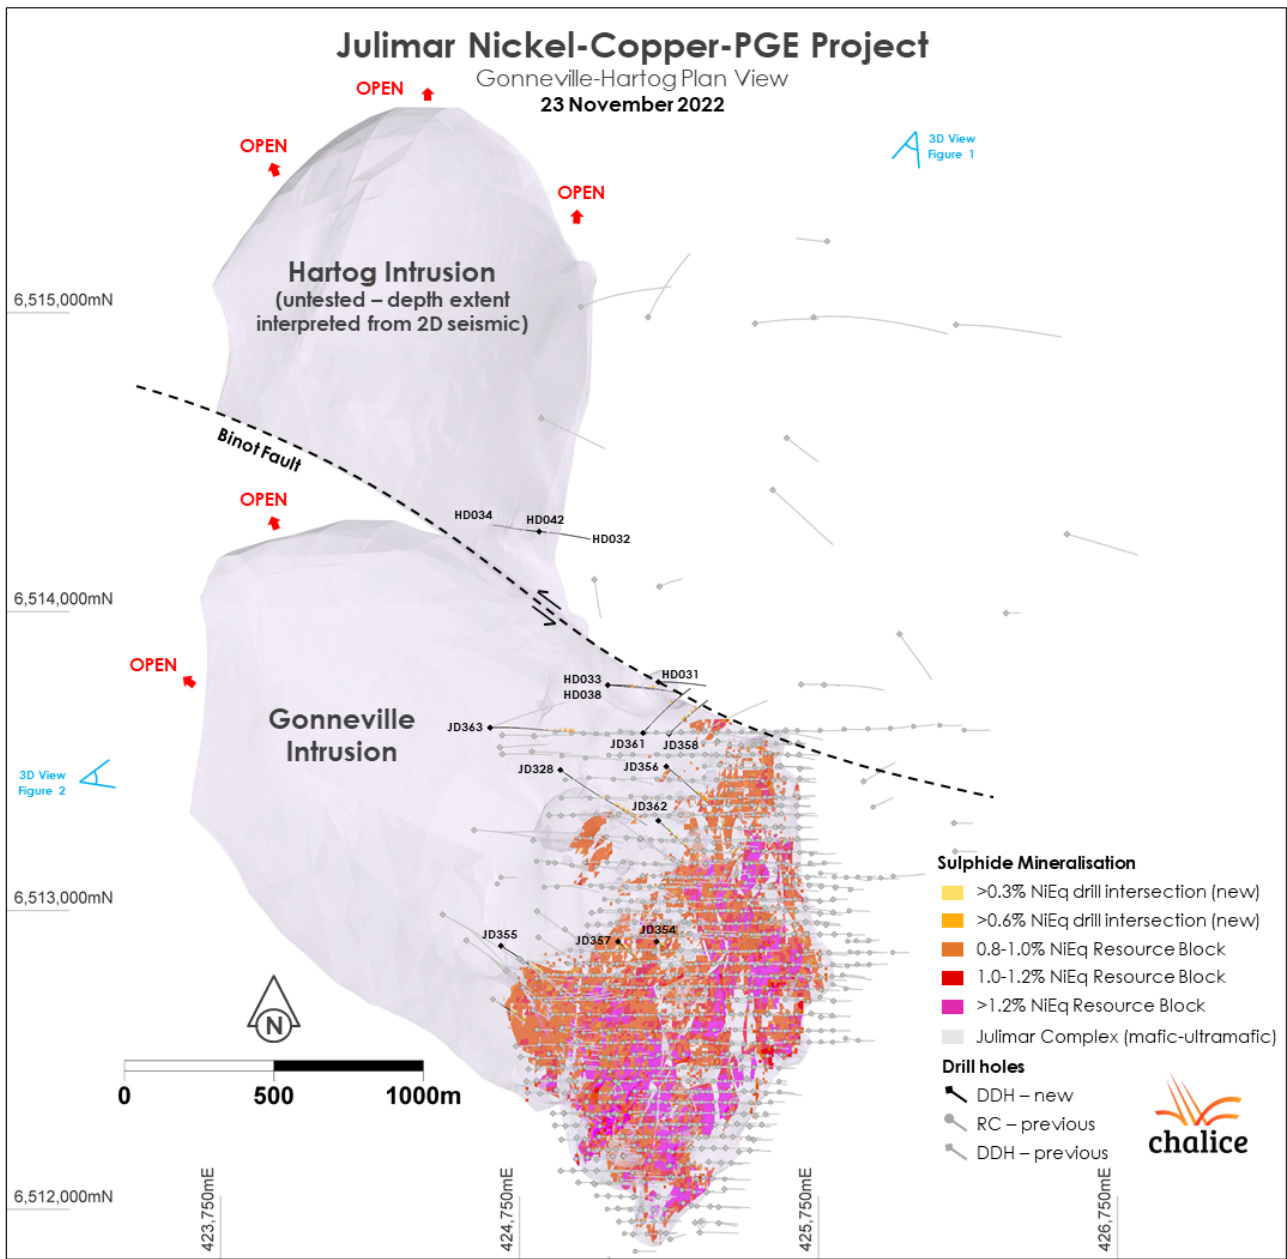 Julimar Nickel-Copper-PGE Project
Gonneville-Hartog Plan View
23 November 2022
OPEN
OPEN
OPEN
3D View
Figure 1
Hartog Intrusion
(untested – depth extent
interpreted from 2D seismic)
6,515,000mN
Binot Fault
OPEN
HD034
HD042
HD032
6,514,000mN
OPEN
HD033
HD031
HD038
Gonneville
Intrusion
JD363
JD361
JD358
3D View
Figure 2
JD328
JD356
JD362
6,513,000mN
JD355
JD357
JD354
Sulphide Mineralisation
>0.3% NiEq drill intersection (new)
>0.6% NiEq drill intersection (new)
0.8-1.0% NiEq Resource Block
1.0-1.2% NiEq Resource Block
>1.2% NiEq Resource Block
Julimar Complex (mafic-ultramafic)
Drill holes
DDH – new
RC – previous
DDH – previous
chalice
N
0
500
1000m
6,512,000mN
423,750mE
424,750mE
425,750mE
426,750mE